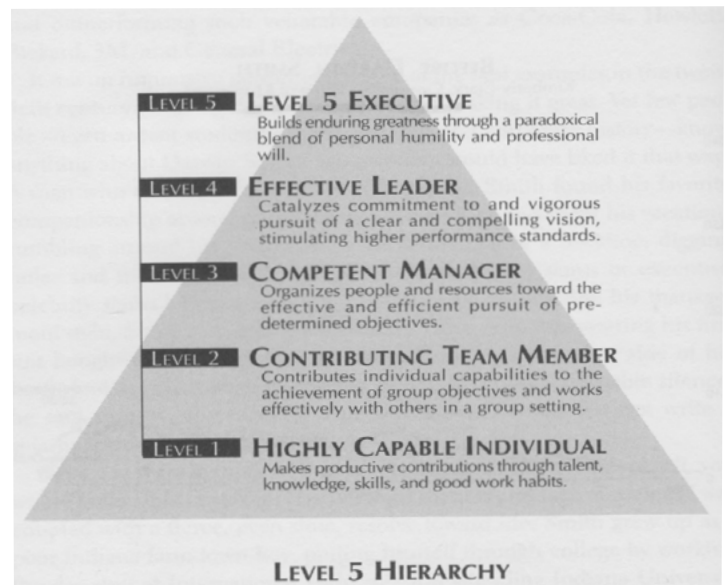 LEVEL 5 LEVEL 5 EXECUTIVE
Builds enduring greatness through a paradoxical
blend of personal humility and professional
will.
LEVEL 4 EFFECTIVE LEADER
Catalyzes commitment to and vigorous
pursuit of a clear and compelling vision,
stimulating higher performance standards.
LEVEL 3 COMPETENT MANAGER
Organizes people and resources toward the
effective and efficient pursuit of pre-
determined objectives.
LEVEL 2 CONTRIBUTING TEAM MEMBER
Contributes individual capabilities to the
achievement of group objectives and works
effectively with others in a group setting.
LEVEL 1 HIGHLY CAPABLE INDIVIDUAL
Makes productive contributions through talent,
knowledge, skills, and good work habits.
LEVEL 5 HIERARCHY